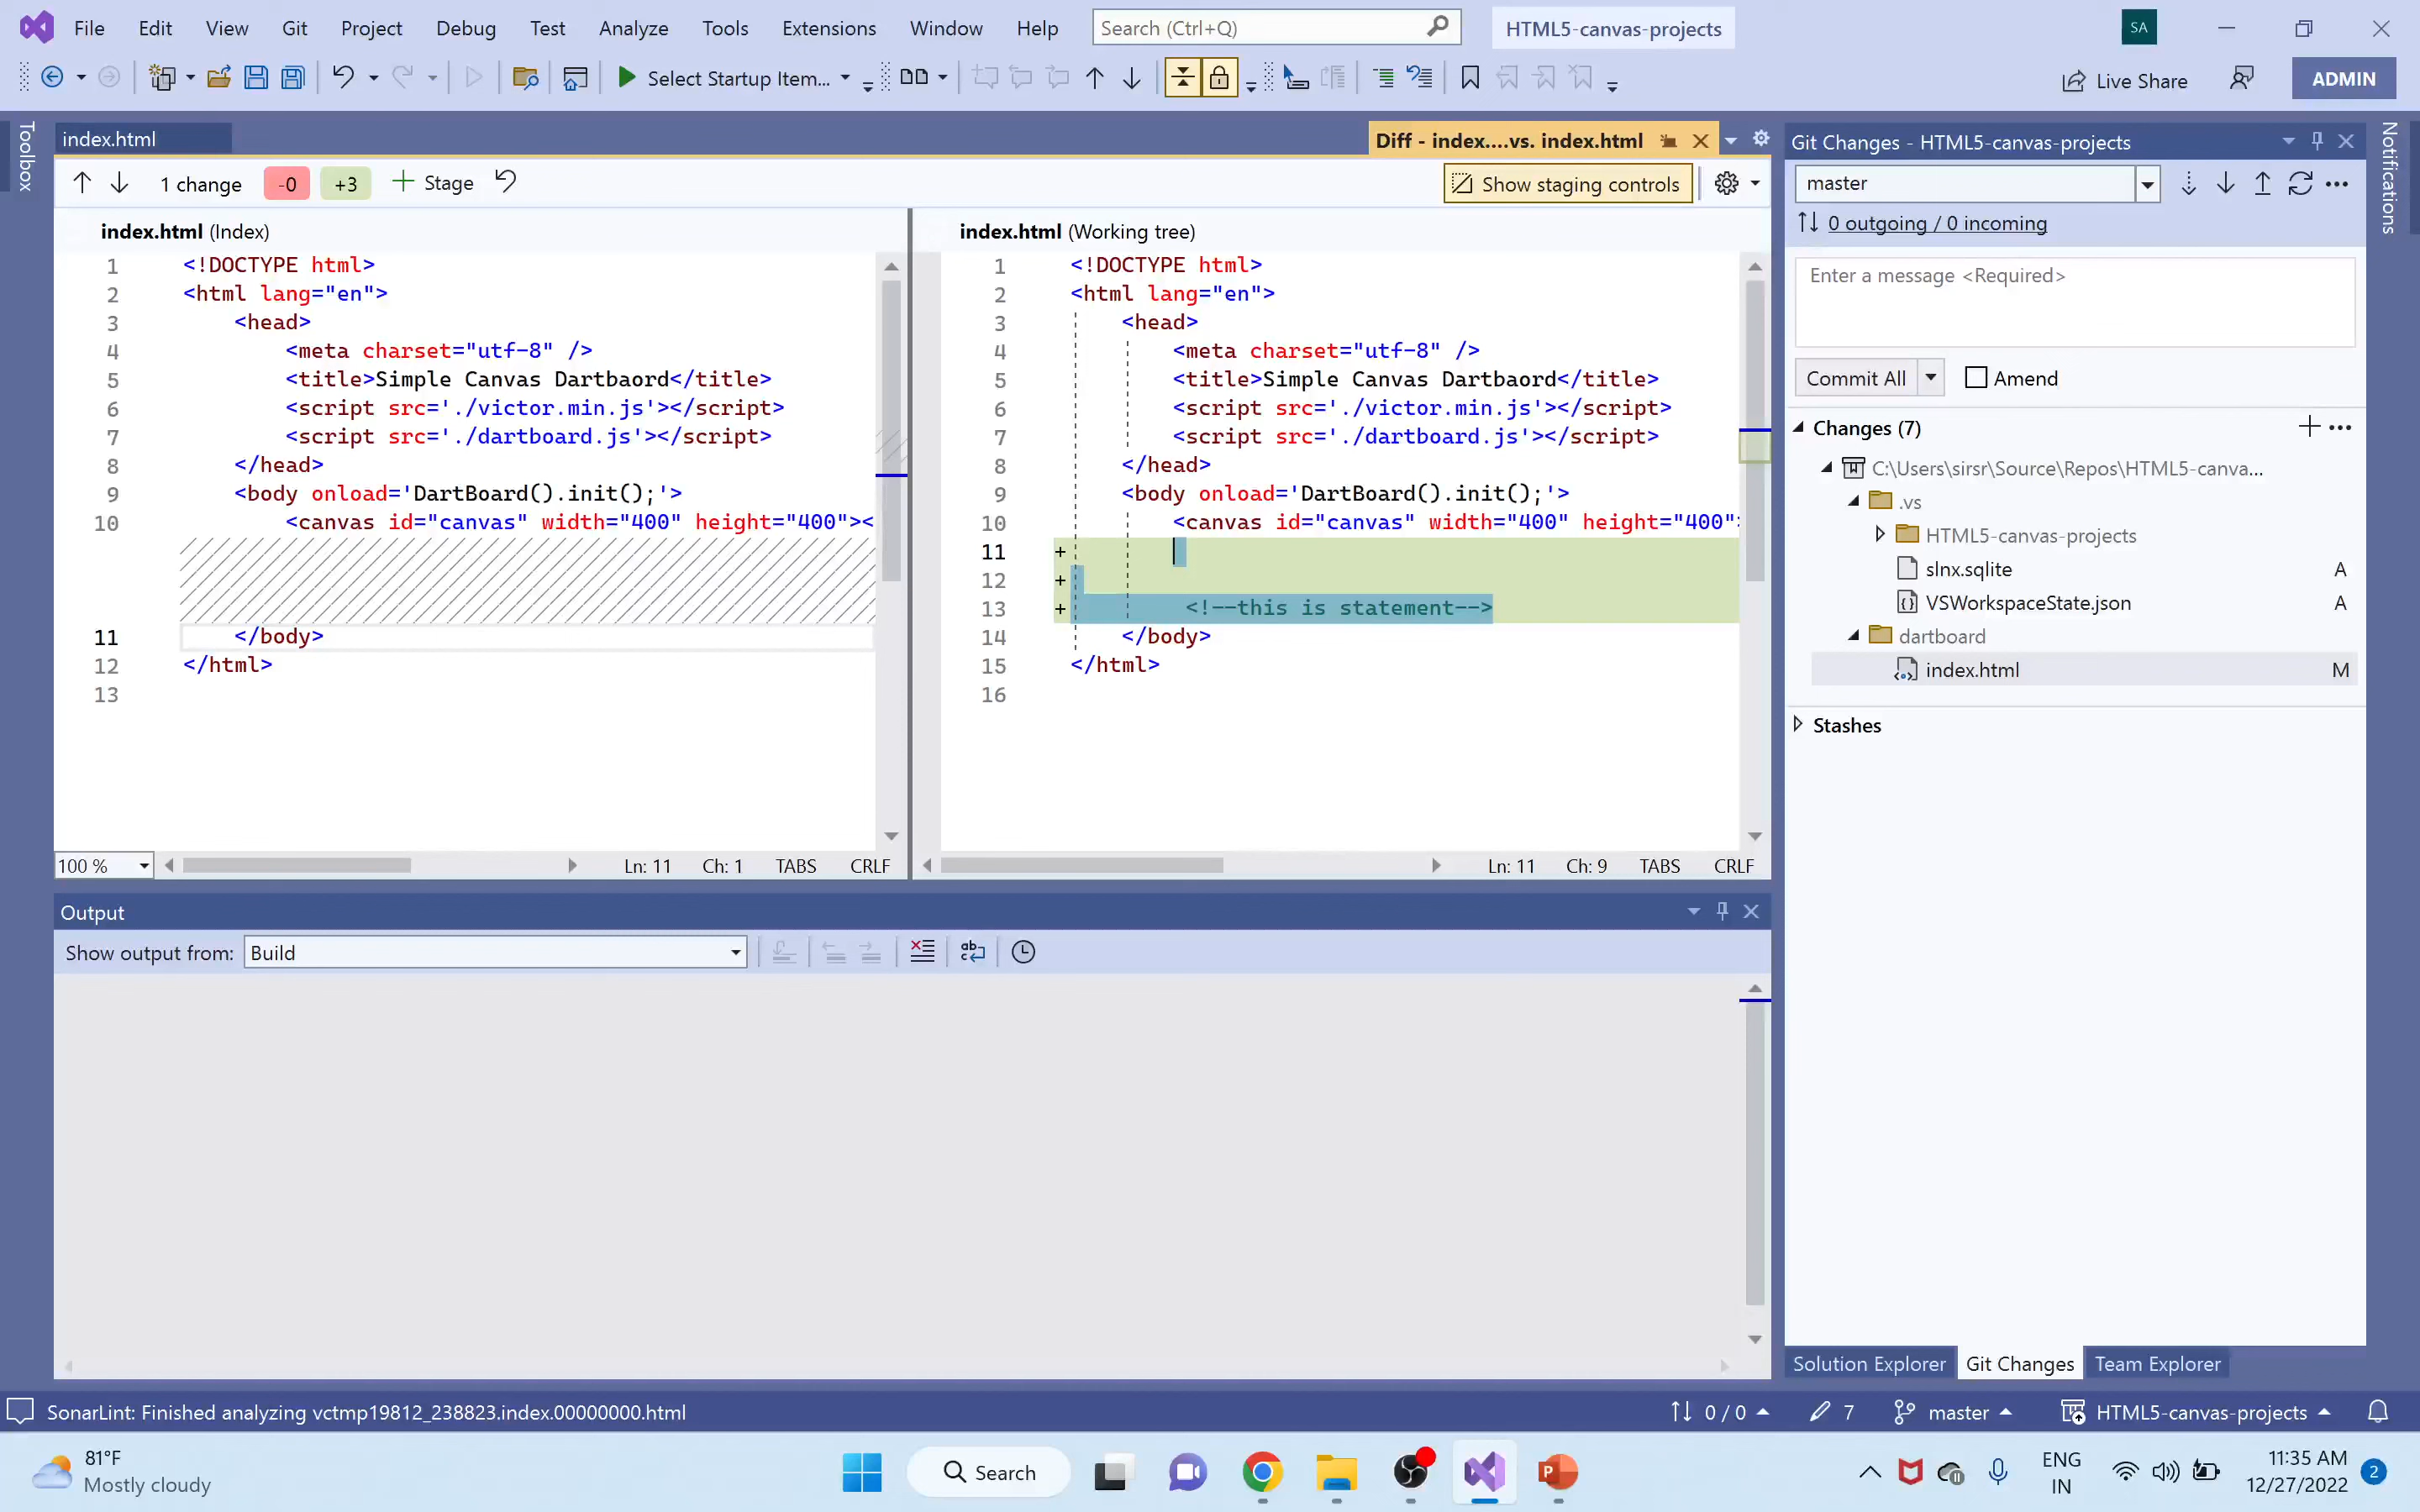 File Edit View Git Project Debug Test Analyze Tools Extensions Window Help Search (Ctrl+Q) HTML5-canvas-projects SA
Select Startup Item... Live Share ADMIN
Toolbox
index.html
Diff - index....vs. index.html
1 change -0 +3 Stage Show staging controls
index.html (Index)
1 <!DOCTYPE html>
2 <html lang="en">
3 <head>
4 <meta charset="utf-8" />
5 <title>Simple Canvas Dartbaord</title>
6 <script src='./victor.min.js'></script>
7 <script src='./dartboard.js'></script>
8 </head>
9 <body onload='DartBoard().init();'>
10 <canvas id="canvas" width="400" height="400"><
11 </body>
12 </html>
13
100 % Ln: 11 Ch: 1 TABS CRLF
index.html (Working tree)
1 <!DOCTYPE html>
2 <html lang="en">
3 <head>
4 <meta charset="utf-8" />
5 <title>Simple Canvas Dartbaord</title>
6 <script src='./victor.min.js'></script>
7 <script src='./dartboard.js'></script>
8 </head>
9 <body onload='DartBoard().init();'>
10 <canvas id="canvas" width="400" height="400"
11 +
12 +
13 + <!--this is statement-->
14 </body>
15 </html>
16
Ln: 11 Ch: 9 TABS CRLF
Output
Show output from: Build
Git Changes - HTML5-canvas-projects
master
0 outgoing / 0 incoming
Enter a message <Required>
Commit All Amend
Changes (7)
C:\Users\sirsr\Source\Repos\HTML5-canva...
.vs
HTML5-canvas-projects
slnx.sqlite A
VSWorkspaceState.json A
dartboard
index.html M
Stashes
Solution Explorer Git Changes Team Explorer
Notifications
SonarLint: Finished analyzing vctmp19812_238823.index.00000000.html 0 / 0 7 master HTML5-canvas-projects
81°F
Mostly cloudy
Search
ENG
IN
11:35 AM
12/27/2022
2